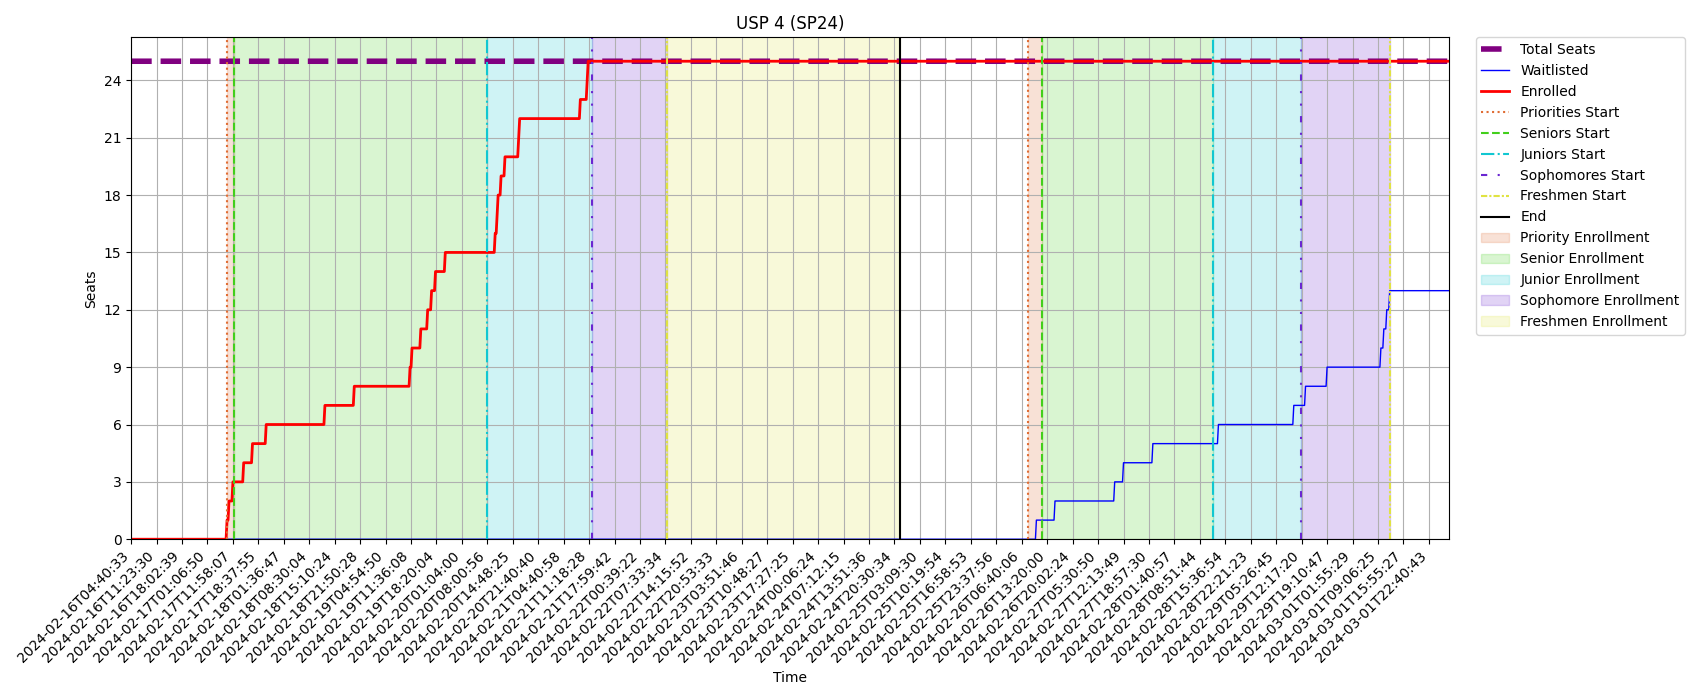 USP 4 (SP24)
Seats
24
21
18
15
12
9
6
3
0
2024-02-16T04:40:33
2024-02-16T11:23:30
2024-02-16T18:02:39
2024-02-17T01:06:50
2024-02-17T11:58:07
2024-02-17T18:37:55
2024-02-18T01:36:47
2024-02-18T08:30:04
2024-02-18T15:10:24
2024-02-18T21:50:28
2024-02-19T04:54:50
2024-02-19T11:36:08
2024-02-19T18:20:04
2024-02-20T01:04:00
2024-02-20T08:00:56
2024-02-20T14:48:25
2024-02-20T21:40:40
2024-02-21T04:40:58
2024-02-21T11:18:28
2024-02-21T17:59:42
2024-02-22T00:39:22
2024-02-22T07:33:34
2024-02-22T14:15:52
2024-02-22T20:53:33
2024-02-23T03:51:46
2024-02-23T10:48:27
2024-02-23T17:27:25
2024-02-24T00:06:24
2024-02-24T07:12:15
2024-02-24T13:51:36
2024-02-24T20:30:34
2024-02-25T03:09:30
2024-02-25T10:19:54
2024-02-25T16:58:53
2024-02-25T23:37:56
2024-02-26T06:40:06
2024-02-26T13:20:00
2024-02-26T20:02:24
2024-02-27T05:30:50
2024-02-27T12:13:49
2024-02-27T18:57:30
2024-02-28T01:40:57
2024-02-28T08:51:44
2024-02-28T15:36:54
2024-02-28T22:21:23
2024-02-29T05:26:45
2024-02-29T12:17:20
2024-02-29T19:10:47
2024-03-01T01:55:29
2024-03-01T09:06:25
2024-03-01T15:55:27
2024-03-01T22:40:43
Time
Total Seats
Waitlisted
Enrolled
Priorities Start
Seniors Start
Juniors Start
Sophomores Start
Freshmen Start
End
Priority Enrollment
Senior Enrollment
Junior Enrollment
Sophomore Enrollment
Freshmen Enrollment